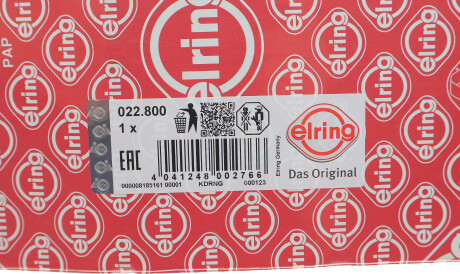 PAP
elring
022.800
1 x
EAC
4 041248 002766
000008185161 00001
KDRNG
000123
Elring Germany
elring
Das Original